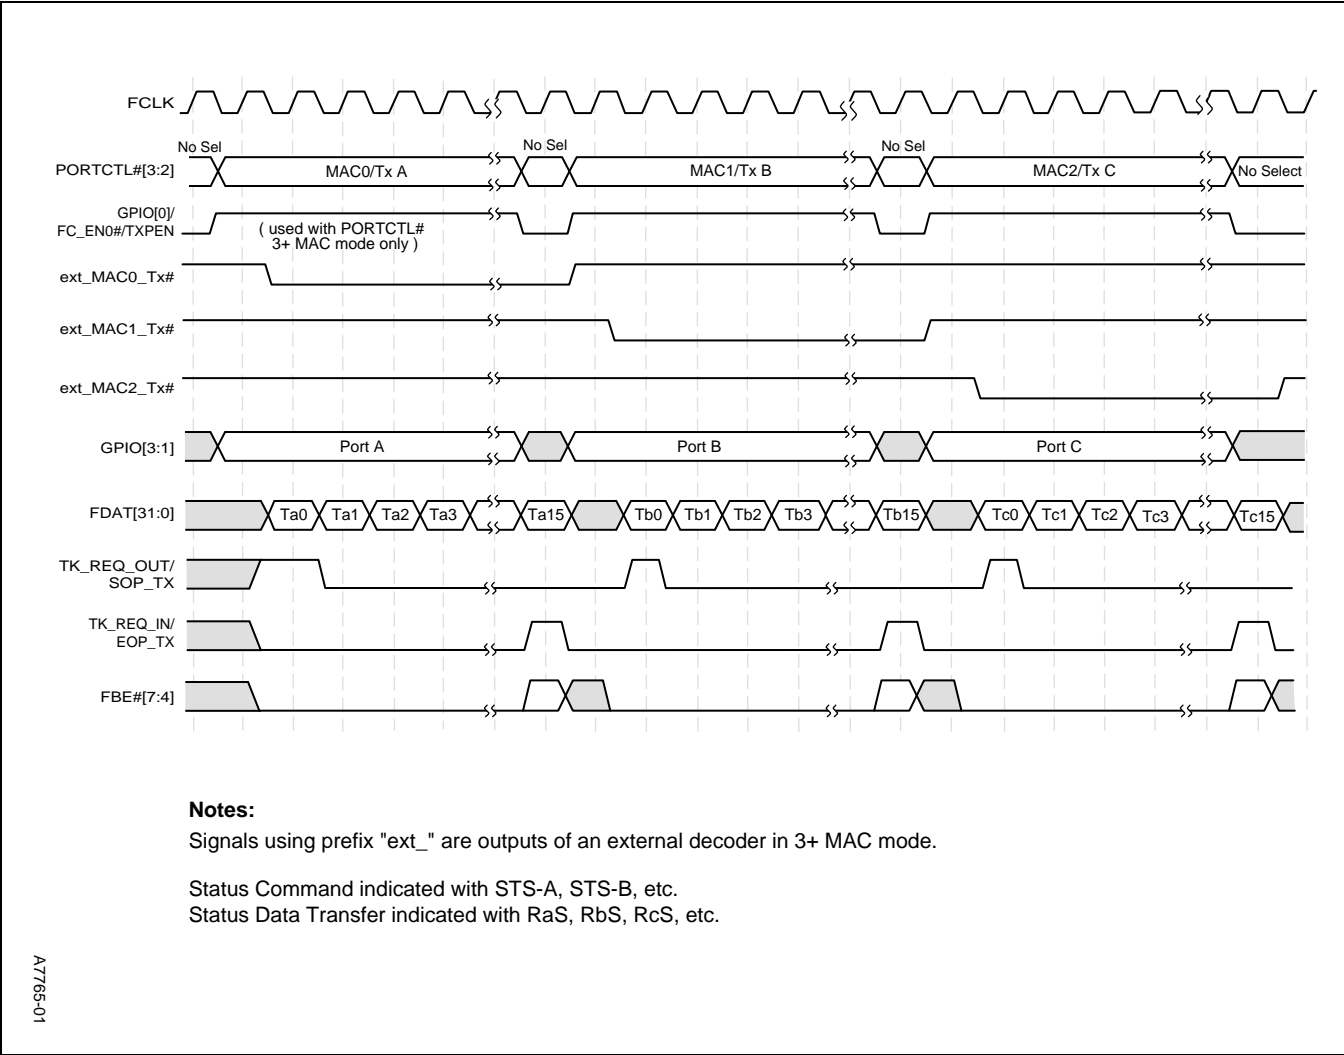 FCLK
No Sel
No Sel
No Sel
PORTCTL#[3:2]
MAC0/Tx A
MAC1/Tx B
MAC2/Tx C
No Select
GPIO[0]/
FC_EN0#/TXPEN
( used with PORTCTL#
3+ MAC mode only )
ext_MAC0_Tx#
ext_MAC1_Tx#
ext_MAC2_Tx#
GPIO[3:1]
Port A
Port B
Port C
FDAT[31:0]
Ta0
Ta1
Ta2
Ta3
Ta15
Tb0
Tb1
Tb2
Tb3
Tb15
Tc0
Tc1
Tc2
Tc3
Tc15
TK_REQ_OUT/
SOP_TX
TK_REQ_IN/
EOP_TX
FBE#[7:4]
Notes:
Signals using prefix "ext_" are outputs of an external decoder in 3+ MAC mode.
Status Command indicated with STS-A, STS-B, etc.
Status Data Transfer indicated with RaS, RbS, RcS, etc.
A7765-01